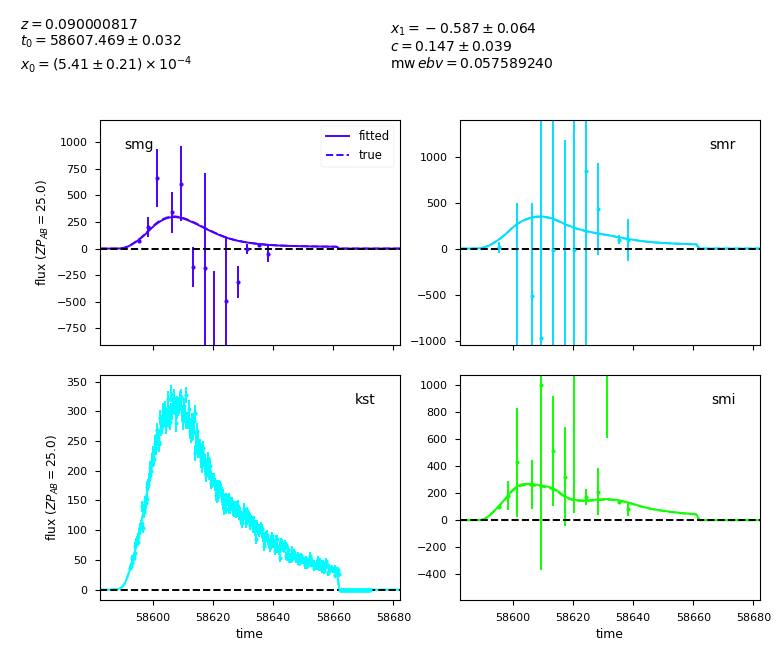 z = 0.090000817
t₀ = 58607.469 ± 0.032
x₀ = (5.41 ± 0.21) × 10⁻⁴
x₁ = −0.587 ± 0.064
c = 0.147 ± 0.039
mw ebv = 0.057589240
smg
fitted
true
1000
750
500
250
0
−250
−500
−750
flux (ZP_AB = 25.0)
smr
1000
500
0
−500
−1000
kst
350
300
250
200
150
100
50
0
flux (ZP_AB = 25.0)
58600 58620 58640 58660 58680
time
smi
1000
800
600
400
200
0
−200
−400
58600 58620 58640 58660 58680
time